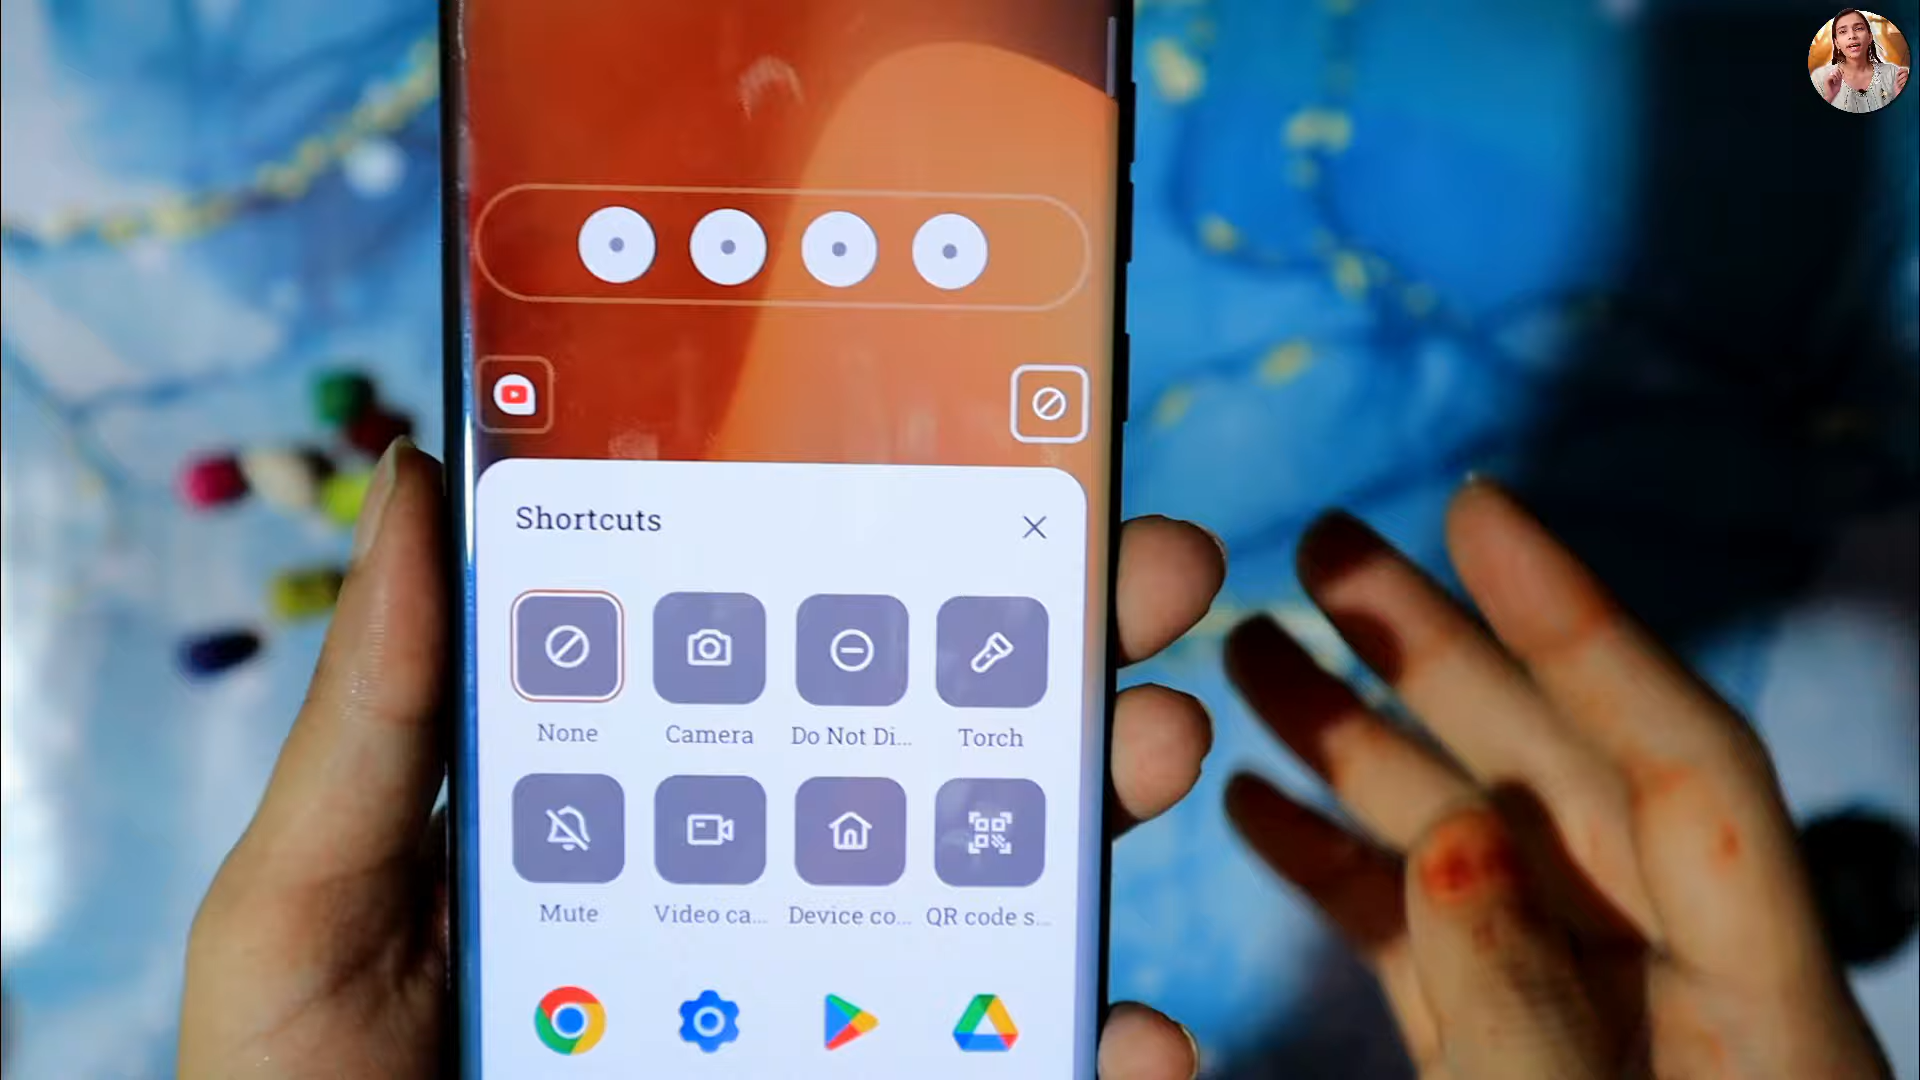 Shortcuts
None
Camera
Do Not Di...
Torch
Mute
Video ca...
Device co...
QR code s...